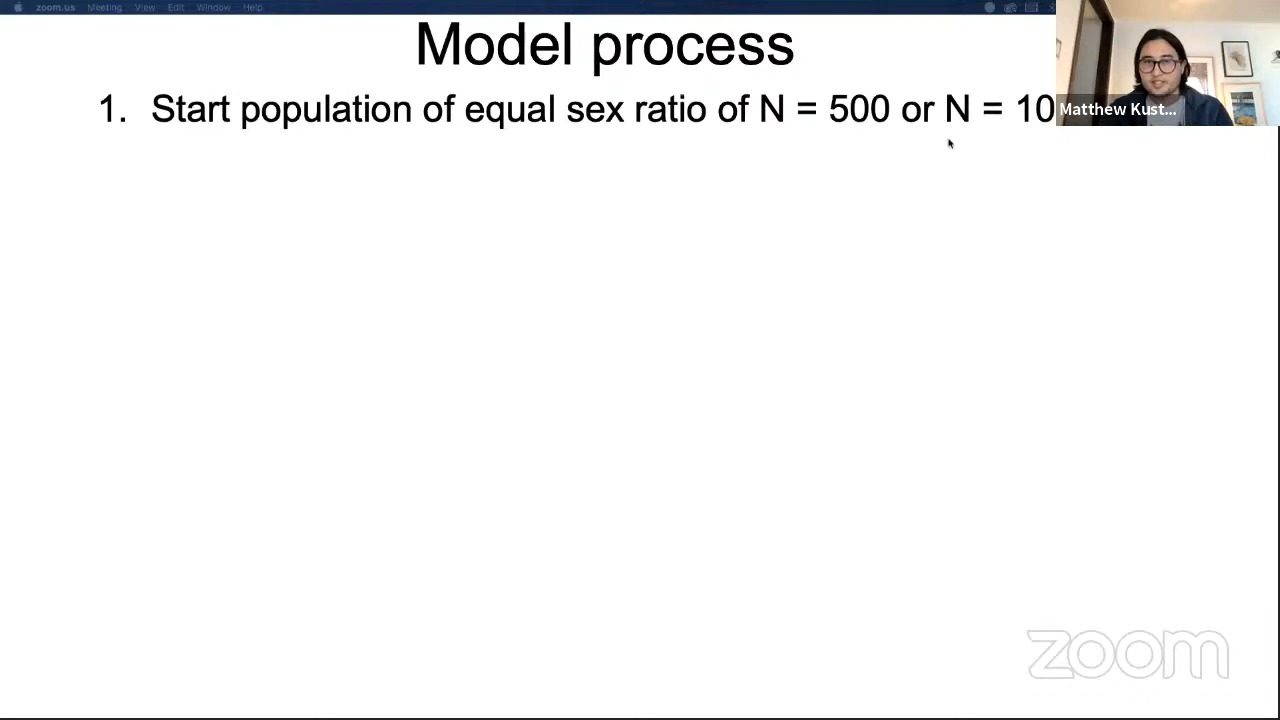 zoom.us Meeting View Edit Window Help
Model process
1. Start population of equal sex ratio of N = 500 or N = 10
Matthew Kust...
zoom